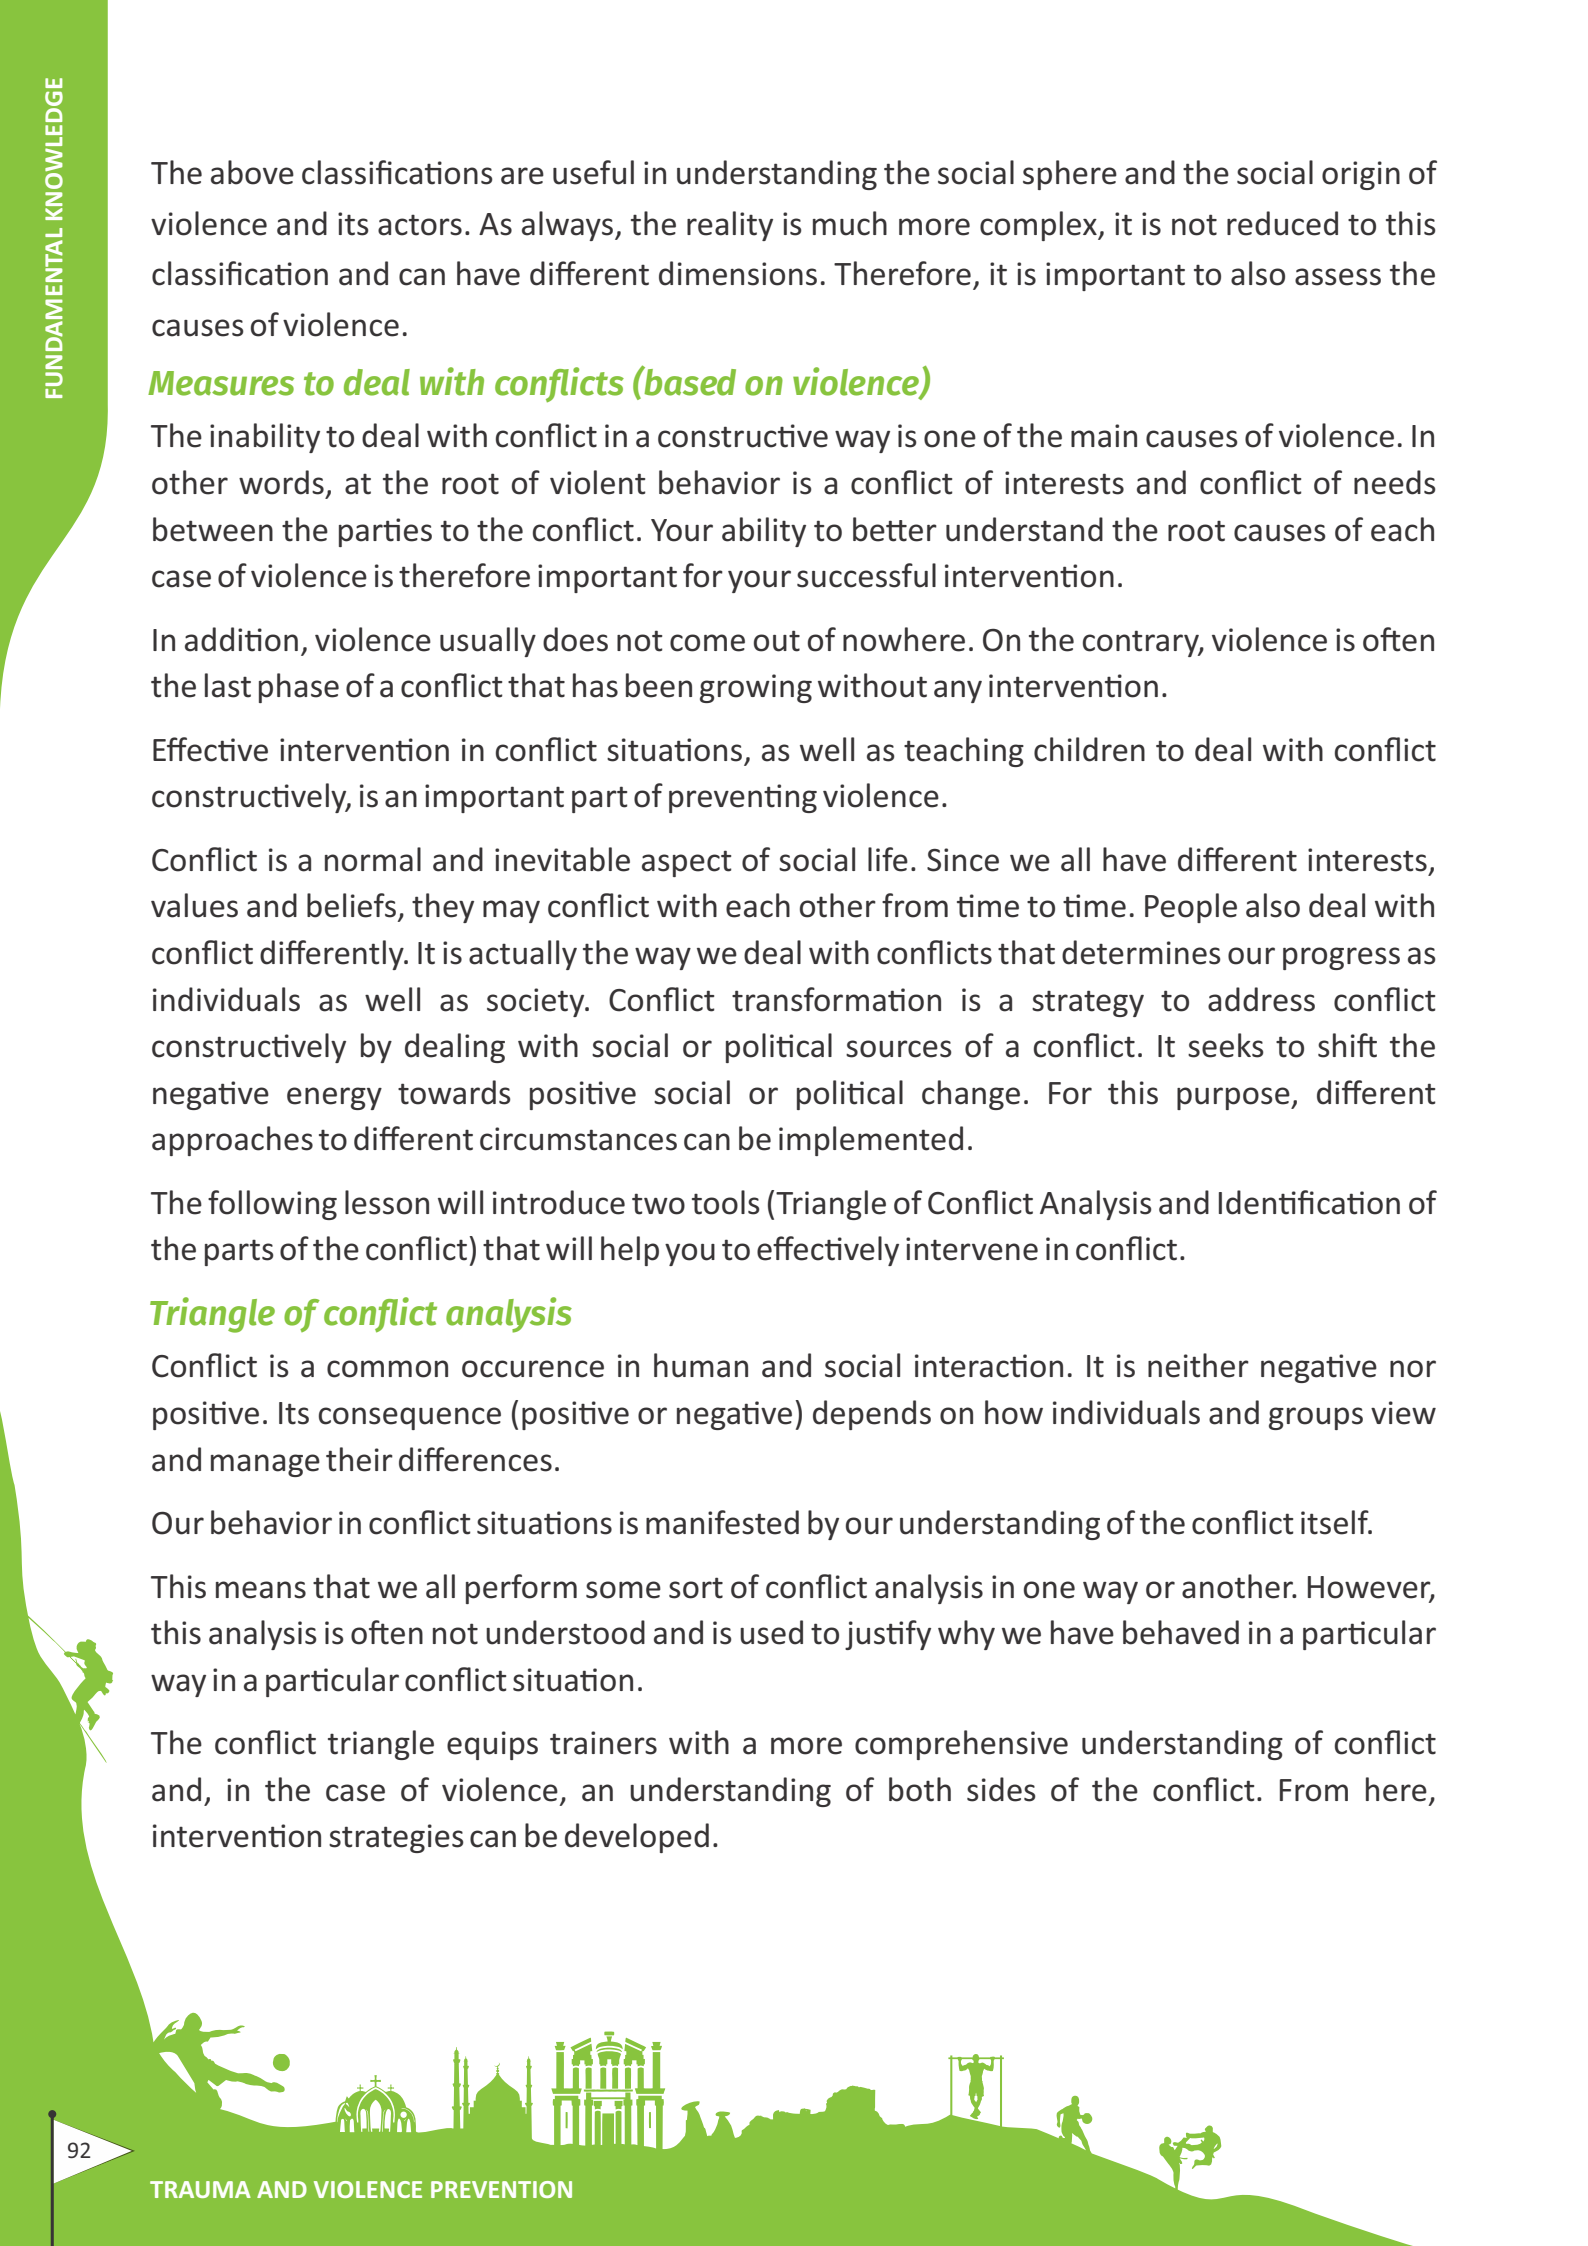 FUNDAMENTAL KNOWLEDGE
The above classifications are useful in understanding the social sphere and the social origin of
violence and its actors. As always, the reality is much more complex, it is not reduced to this
classification and can have different dimensions. Therefore, it is important to also assess the
causes of violence.
Measures to deal with conflicts (based on violence)
The inability to deal with conflict in a constructive way is one of the main causes of violence. In
other words, at the root of violent behavior is a conflict of interests and conflict of needs
between the parties to the conflict. Your ability to better understand the root causes of each
case of violence is therefore important for your successful intervention.
In addition, violence usually does not come out of nowhere. On the contrary, violence is often
the last phase of a conflict that has been growing without any intervention.
Effective intervention in conflict situations, as well as teaching children to deal with conflict
constructively, is an important part of preventing violence.
Conflict is a normal and inevitable aspect of social life. Since we all have different interests,
values and beliefs, they may conflict with each other from time to time. People also deal with
conflict differently. It is actually the way we deal with conflicts that determines our progress as
individuals as well as society. Conflict transformation is a strategy to address conflict
constructively by dealing with social or political sources of a conflict. It seeks to shift the
negative energy towards positive social or political change. For this purpose, different
approaches to different circumstances can be implemented.
The following lesson will introduce two tools (Triangle of Conflict Analysis and Identification of
the parts of the conflict) that will help you to effectively intervene in conflict.
Triangle of conflict analysis
Conflict is a common occurence in human and social interaction. It is neither negative nor
positive. Its consequence (positive or negative) depends on how individuals and groups view
and manage their differences.
Our behavior in conflict situations is manifested by our understanding of the conflict itself.
This means that we all perform some sort of conflict analysis in one way or another. However,
this analysis is often not understood and is used to justify why we have behaved in a particular
way in a particular conflict situation.
The conflict triangle equips trainers with a more comprehensive understanding of conflict
and, in the case of violence, an understanding of both sides of the conflict. From here,
intervention strategies can be developed.
92
TRAUMA AND VIOLENCE PREVENTION